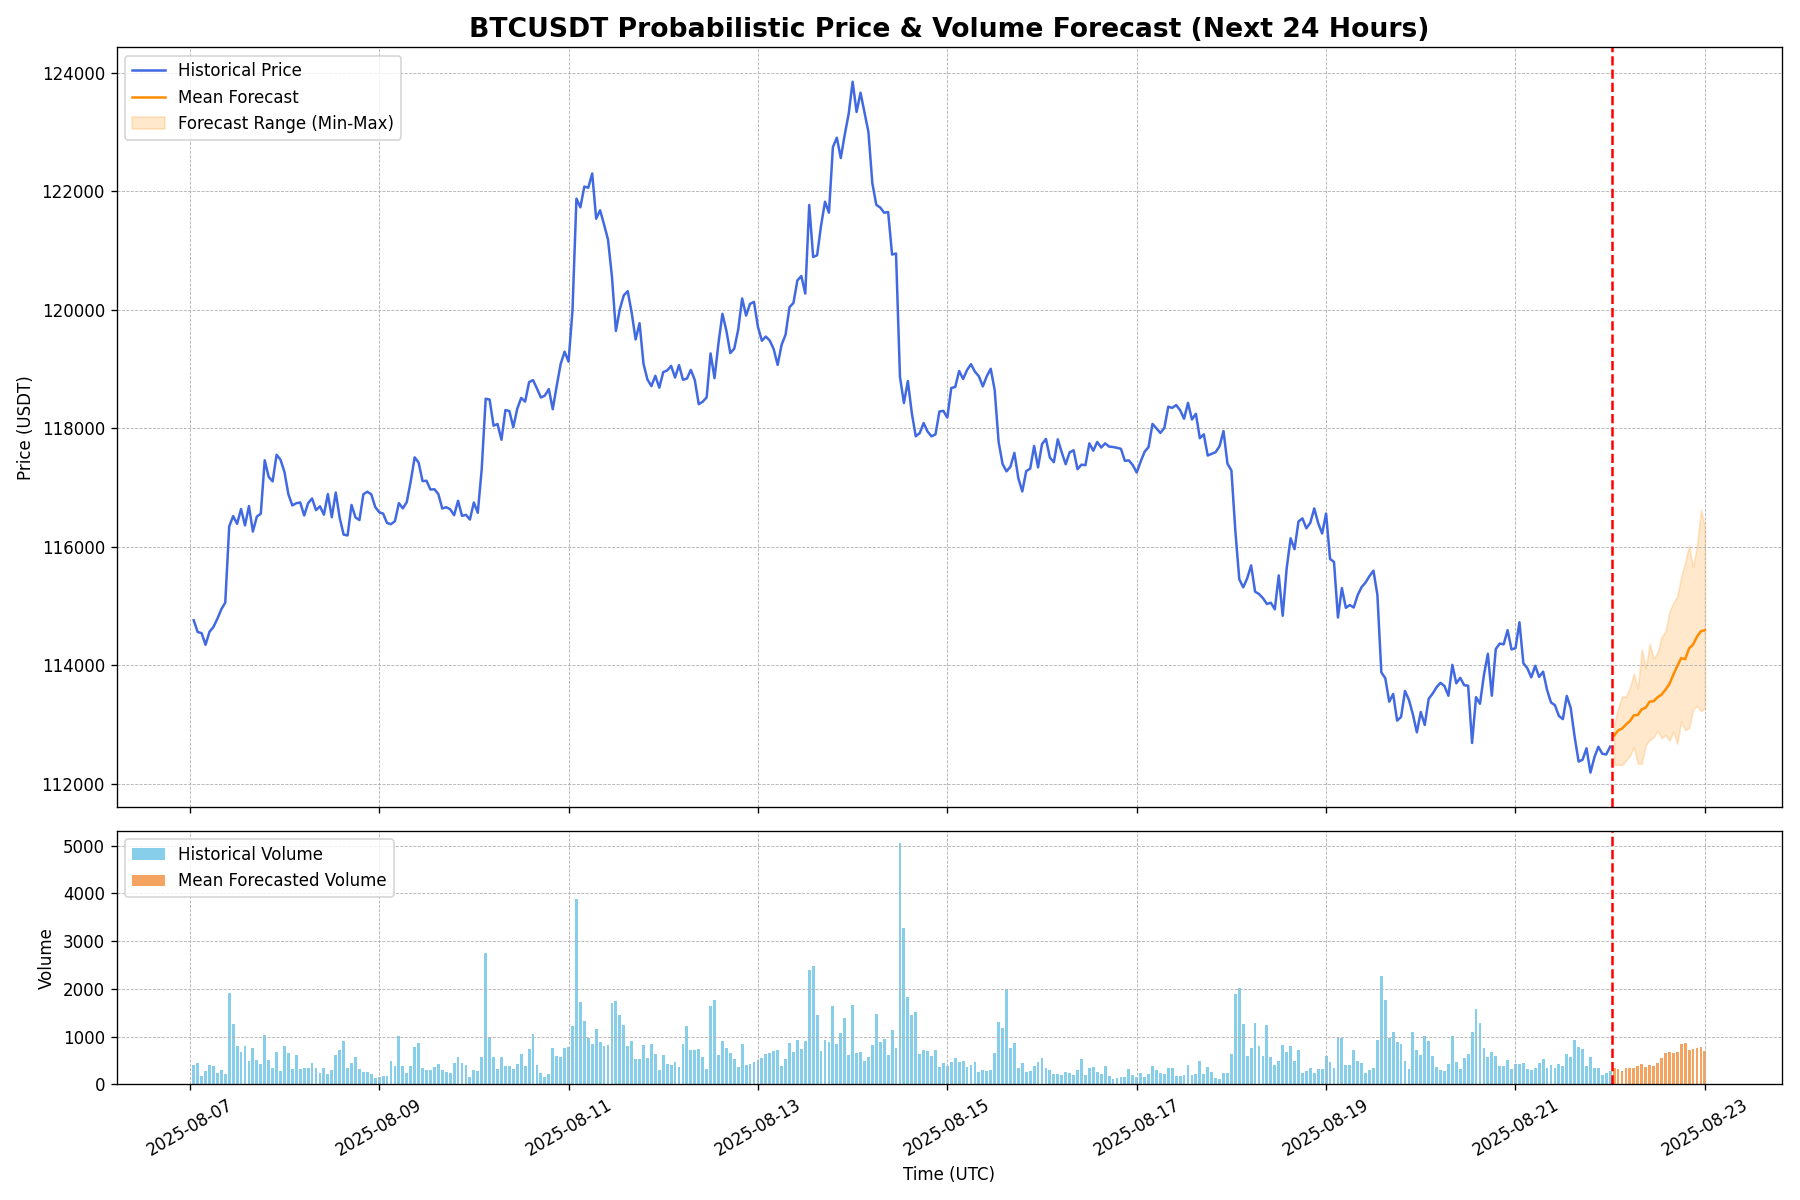 BTCUSDT Probabilistic Price & Volume Forecast (Next 24 Hours)
Historical Price
Mean Forecast
Forecast Range (Min-Max)
Price (USDT)
124000
122000
120000
118000
116000
114000
112000
Historical Volume
Mean Forecasted Volume
Volume
5000
4000
3000
2000
1000
0
2025-08-07
2025-08-09
2025-08-11
2025-08-13
2025-08-15
2025-08-17
2025-08-19
2025-08-21
2025-08-23
Time (UTC)